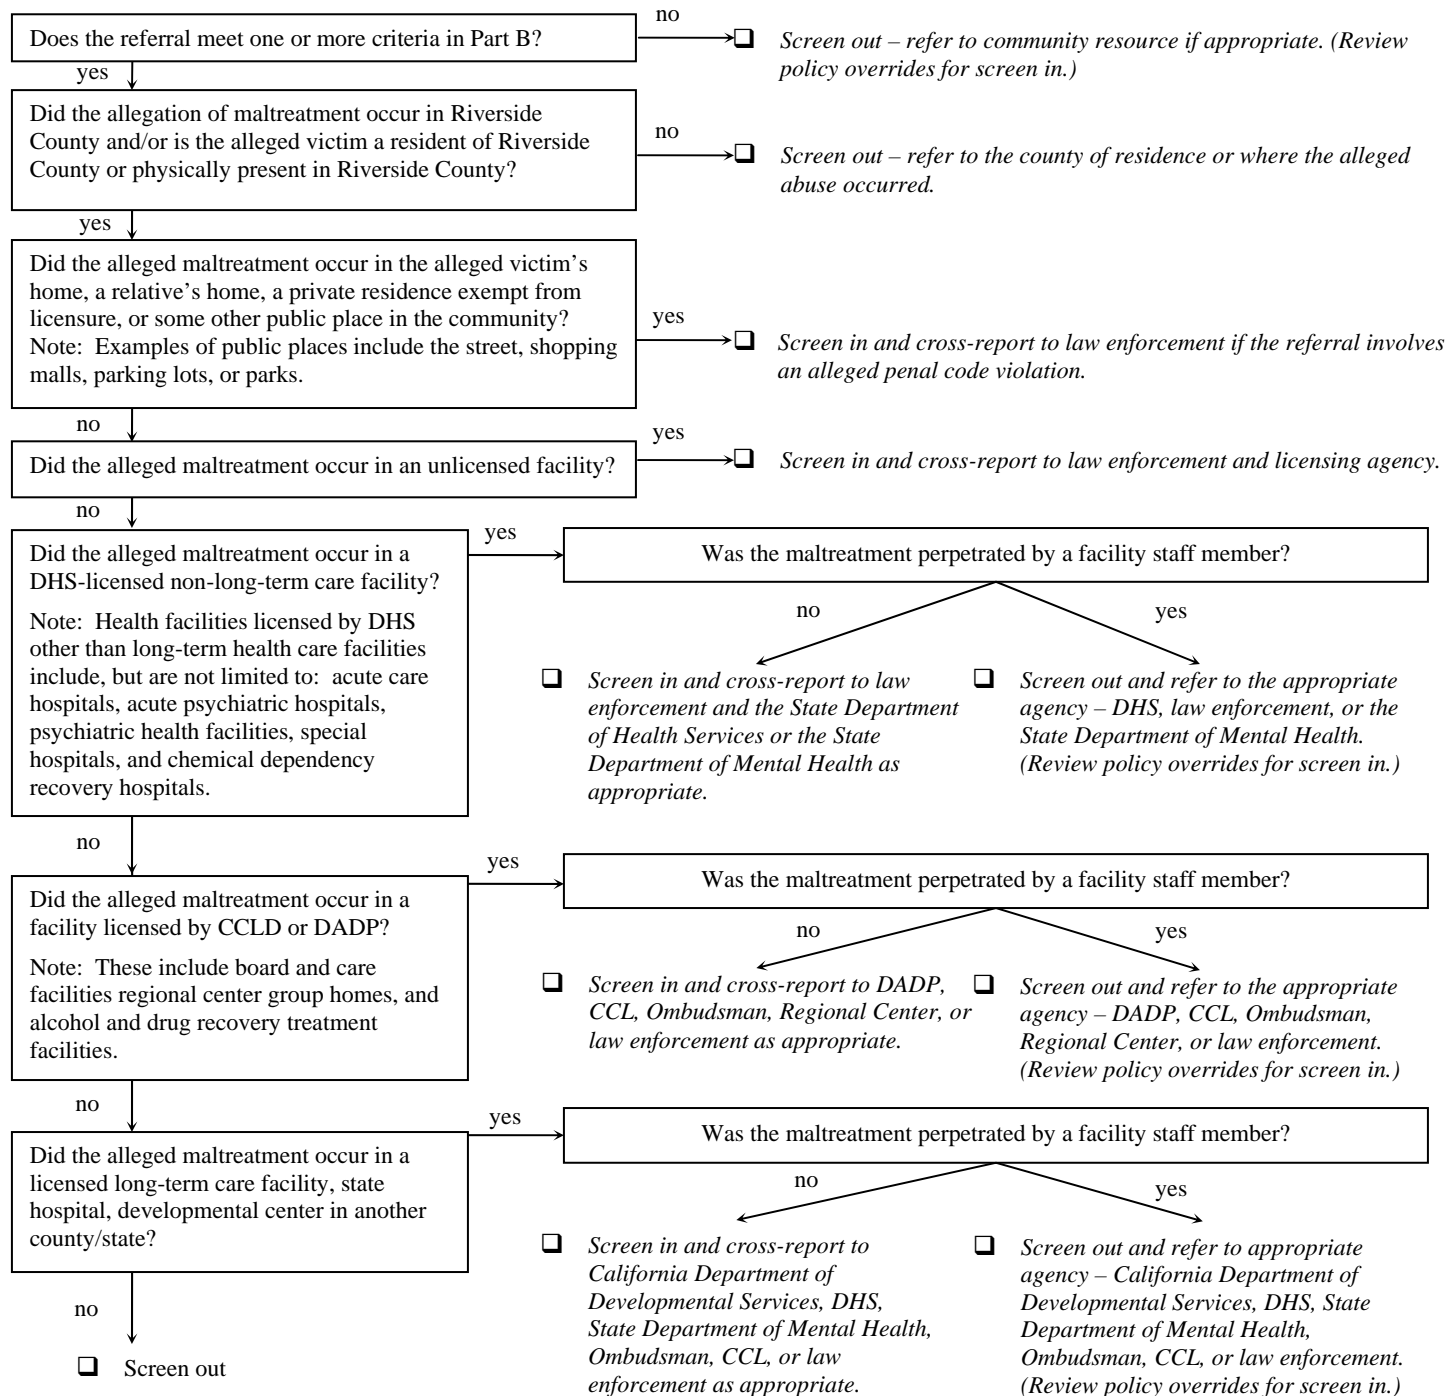 no
Does the referral meet one or more criteria in Part B?
❑ Screen out – refer to community resource if appropriate. (Review
policy overrides for screen in.)
yes
Did the allegation of maltreatment occur in Riverside
County and/or is the alleged victim a resident of Riverside
County or physically present in Riverside County?
no
❑ Screen out – refer to the county of residence or where the alleged
abuse occurred.
yes
Did the alleged maltreatment occur in the alleged victim’s
home, a relative’s home, a private residence exempt from
licensure, or some other public place in the community?
Note: Examples of public places include the street, shopping
malls, parking lots, or parks.
yes
❑ Screen in and cross-report to law enforcement if the referral involves
an alleged penal code violation.
no
Did the alleged maltreatment occur in an unlicensed facility?
yes
❑ Screen in and cross-report to law enforcement and licensing agency.
no
Did the alleged maltreatment occur in a
DHS-licensed non-long-term care facility?
Note: Health facilities licensed by DHS
other than long-term health care facilities
include, but are not limited to: acute care
hospitals, acute psychiatric hospitals,
psychiatric health facilities, special
hospitals, and chemical dependency
recovery hospitals.
yes
Was the maltreatment perpetrated by a facility staff member?
no
❑ Screen in and cross-report to law
enforcement and the State Department
of Health Services or the State
Department of Mental Health as
appropriate.
yes
❑ Screen out and refer to the appropriate
agency – DHS, law enforcement, or the
State Department of Mental Health.
(Review policy overrides for screen in.)
no
Did the alleged maltreatment occur in a
facility licensed by CCLD or DADP?
Note: These include board and care
facilities regional center group homes, and
alcohol and drug recovery treatment
facilities.
yes
Was the maltreatment perpetrated by a facility staff member?
no
❑ Screen in and cross-report to DADP,
CCL, Ombudsman, Regional Center, or
law enforcement as appropriate.
yes
❑ Screen out and refer to the appropriate
agency – DADP, CCL, Ombudsman,
Regional Center, or law enforcement.
(Review policy overrides for screen in.)
no
Did the alleged maltreatment occur in a
licensed long-term care facility, state
hospital, developmental center in another
county/state?
yes
Was the maltreatment perpetrated by a facility staff member?
no
❑ Screen in and cross-report to
California Department of
Developmental Services, DHS,
State Department of Mental Health,
Ombudsman, CCL, or law
enforcement as appropriate.
yes
❑ Screen out and refer to appropriate
agency – California Department of
Developmental Services, DHS, State
Department of Mental Health,
Ombudsman, CCL, or law enforcement.
(Review policy overrides for screen in.)
no
❑ Screen out